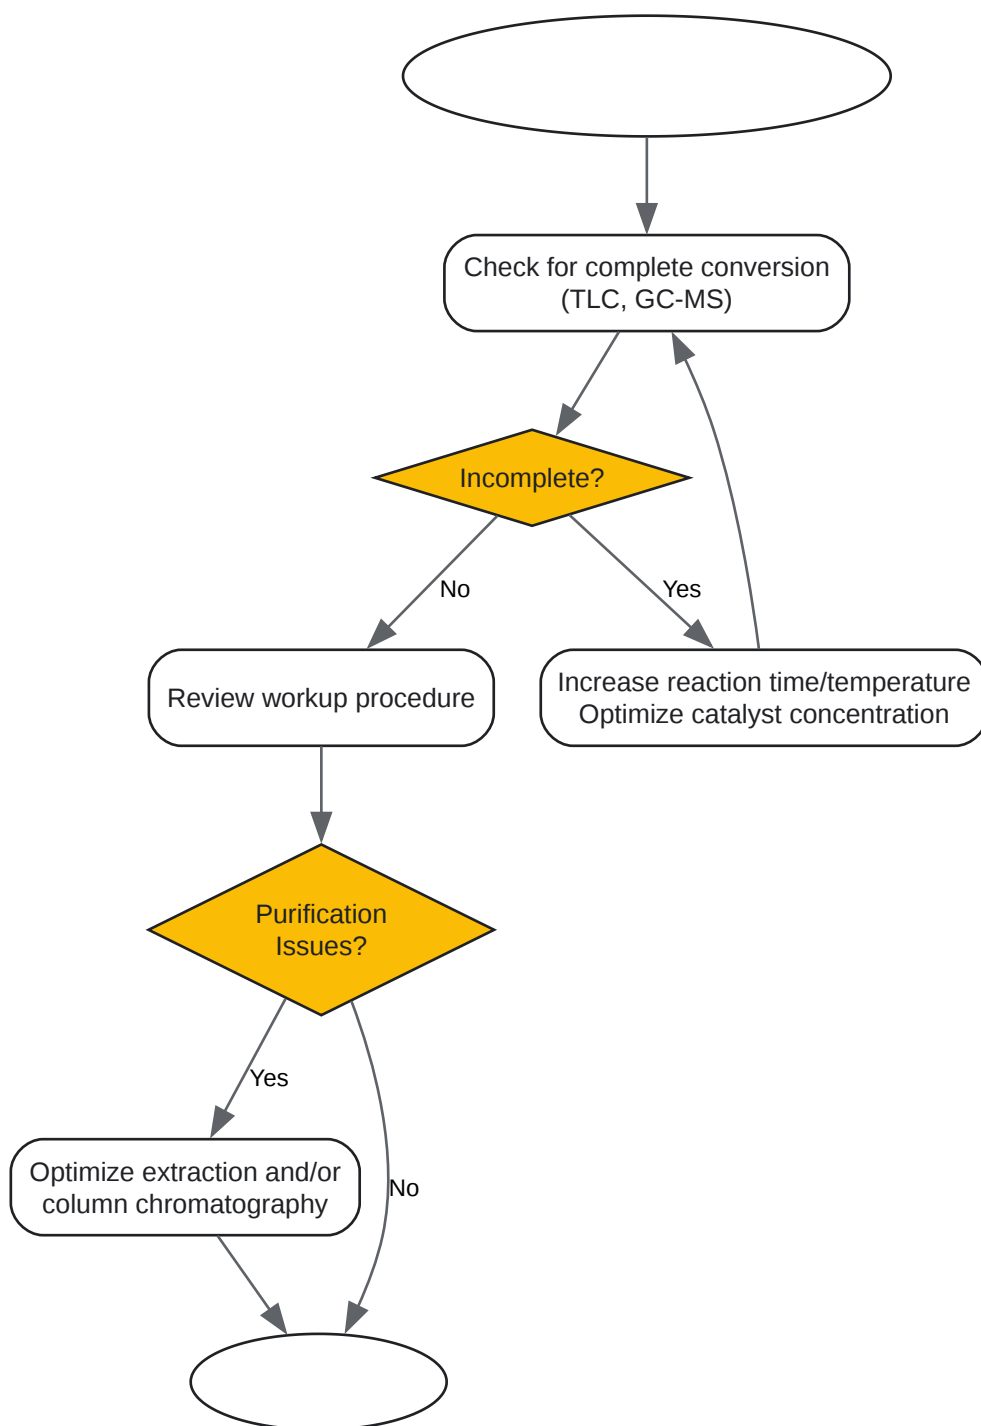 Check for complete conversion
(TLC, GC-MS)
Incomplete?
No
Yes
Review workup procedure
Increase reaction time/temperature
Optimize catalyst concentration
Purification
Issues?
Yes
Optimize extraction and/or
column chromatography
No